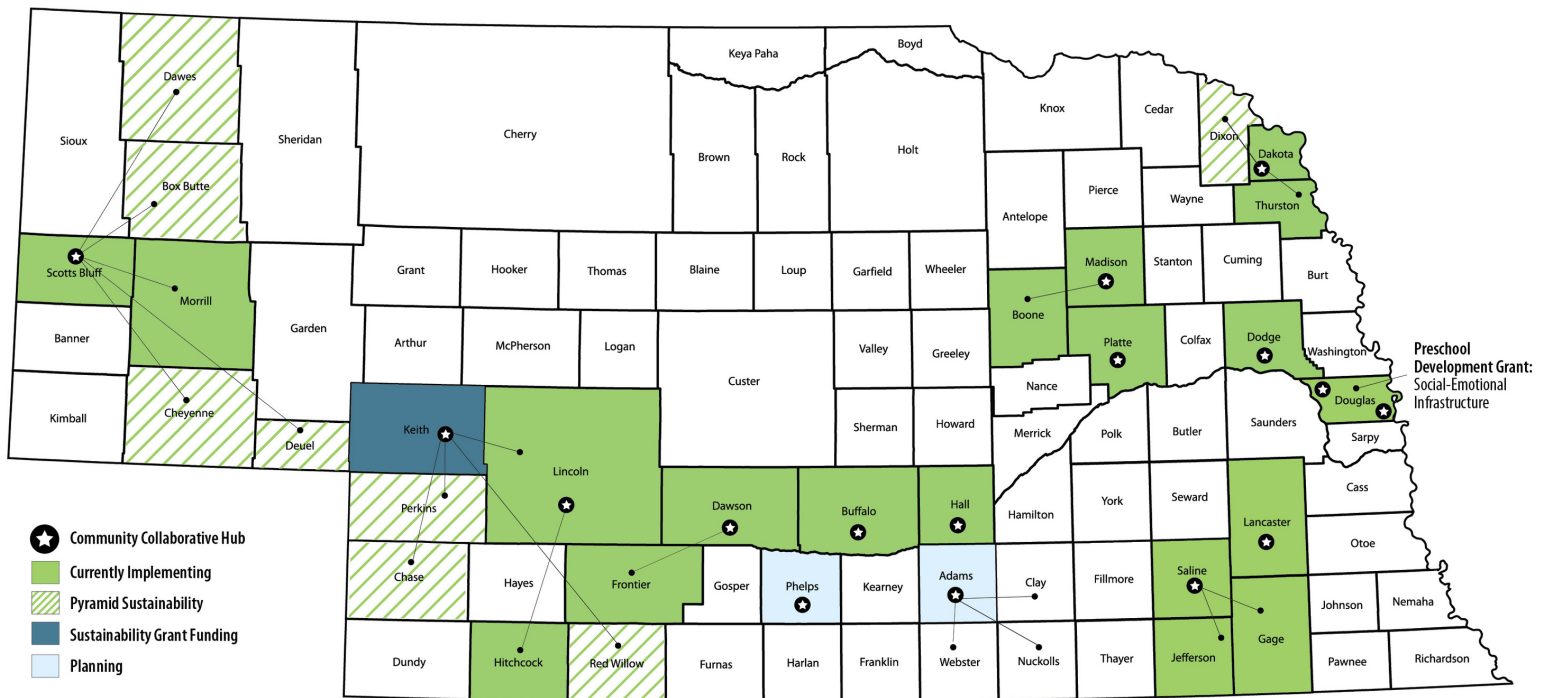 Keya Paha
Boyd
Dawes
Knox
Cedar
Dixon
Sioux
Sheridan
Cherry
Brown
Rock
Holt
Dakota
Box Butte
Pierce
Wayne
Thurston
Antelope
Scotts Bluff
Morrill
Grant
Hooker
Thomas
Blaine
Loup
Garfield
Wheeler
Madison
Stanton
Cuming
Burt
Boone
Banner
Garden
Arthur
McPherson
Logan
Custer
Valley
Greeley
Platte
Colfax
Dodge
Washington
Preschool
Development Grant:
Social-Emotional
Infrastructure
Nance
Kimball
Cheyenne
Deuel
Keith
Sherman
Howard
Merrick
Polk
Butler
Saunders
Douglas
Sarpy
Lincoln
Perkins
Dawson
Buffalo
Hall
Hamilton
York
Seward
Lancaster
Cass
Otoe
Chase
Hayes
Frontier
Gosper
Phelps
Kearney
Adams
Clay
Fillmore
Saline
Johnson
Nemaha
Dundy
Hitchcock
Red Willow
Furnas
Harlan
Franklin
Webster
Nuckolls
Thayer
Jefferson
Gage
Pawnee
Richardson
Community Collaborative Hub
Currently Implementing
Pyramid Sustainability
Sustainability Grant Funding
Planning